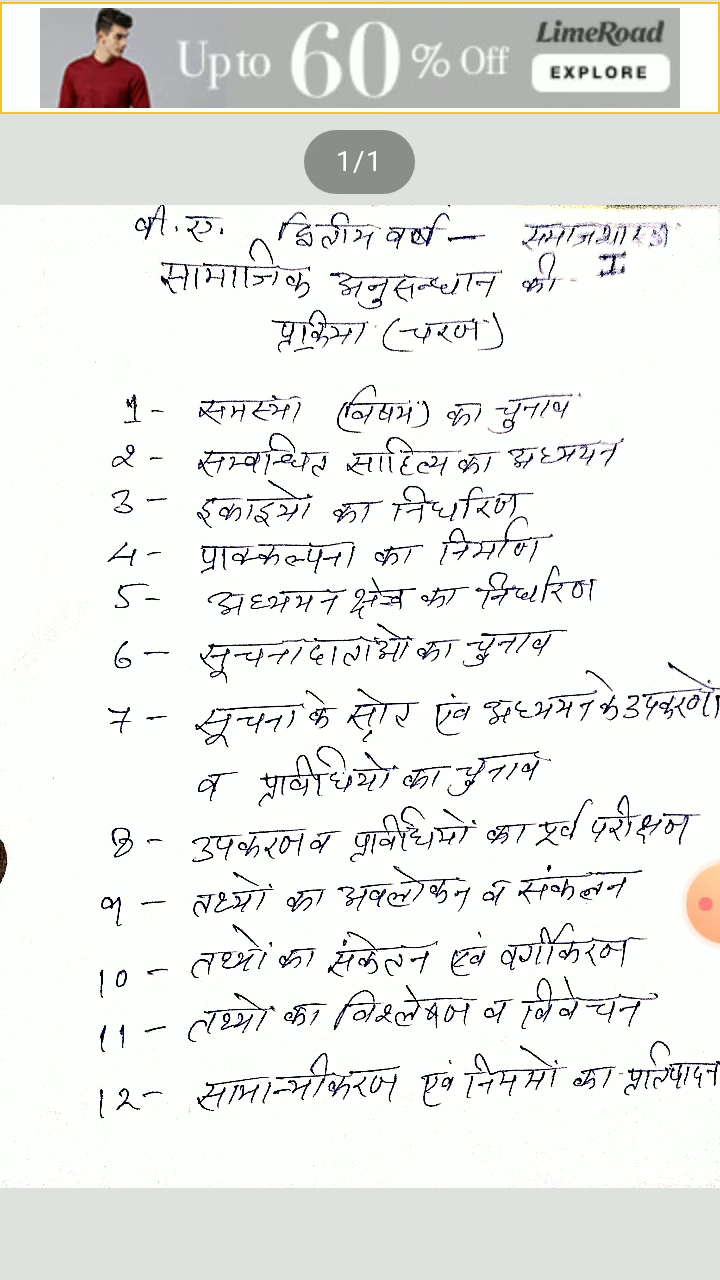 Up to 60% Off
LimeRoad
EXPLORE
1/1
बी.ए. द्वितीय वर्ष - समाजशास्त्र I
सामाजिक अनुसन्धान की
प्रक्रिया (चरण)
1- समस्या (विषय) का चुनाव
2- सम्बन्धित साहित्य का अध्ययन
3- इकाइयों का निर्धारण
4- प्राक्कल्पना का निर्माण
5- अध्ययन क्षेत्र का निर्धारण
6- सूचनादाताओं का चुनाव
7- सूचना के स्रोत एवं अध्ययन के उपकरणों
व प्राविधियों का चुनाव
8- उपकरण व प्राविधियों का पूर्व परीक्षण
९- तथ्यों का अवलोकन व संकलन
10- तथ्यों का संकेतन एवं वर्गीकरण
11- तथ्यों का विश्लेषण व विवेचन
12- सामान्यीकरण एवं नियमों का प्रतिपादन